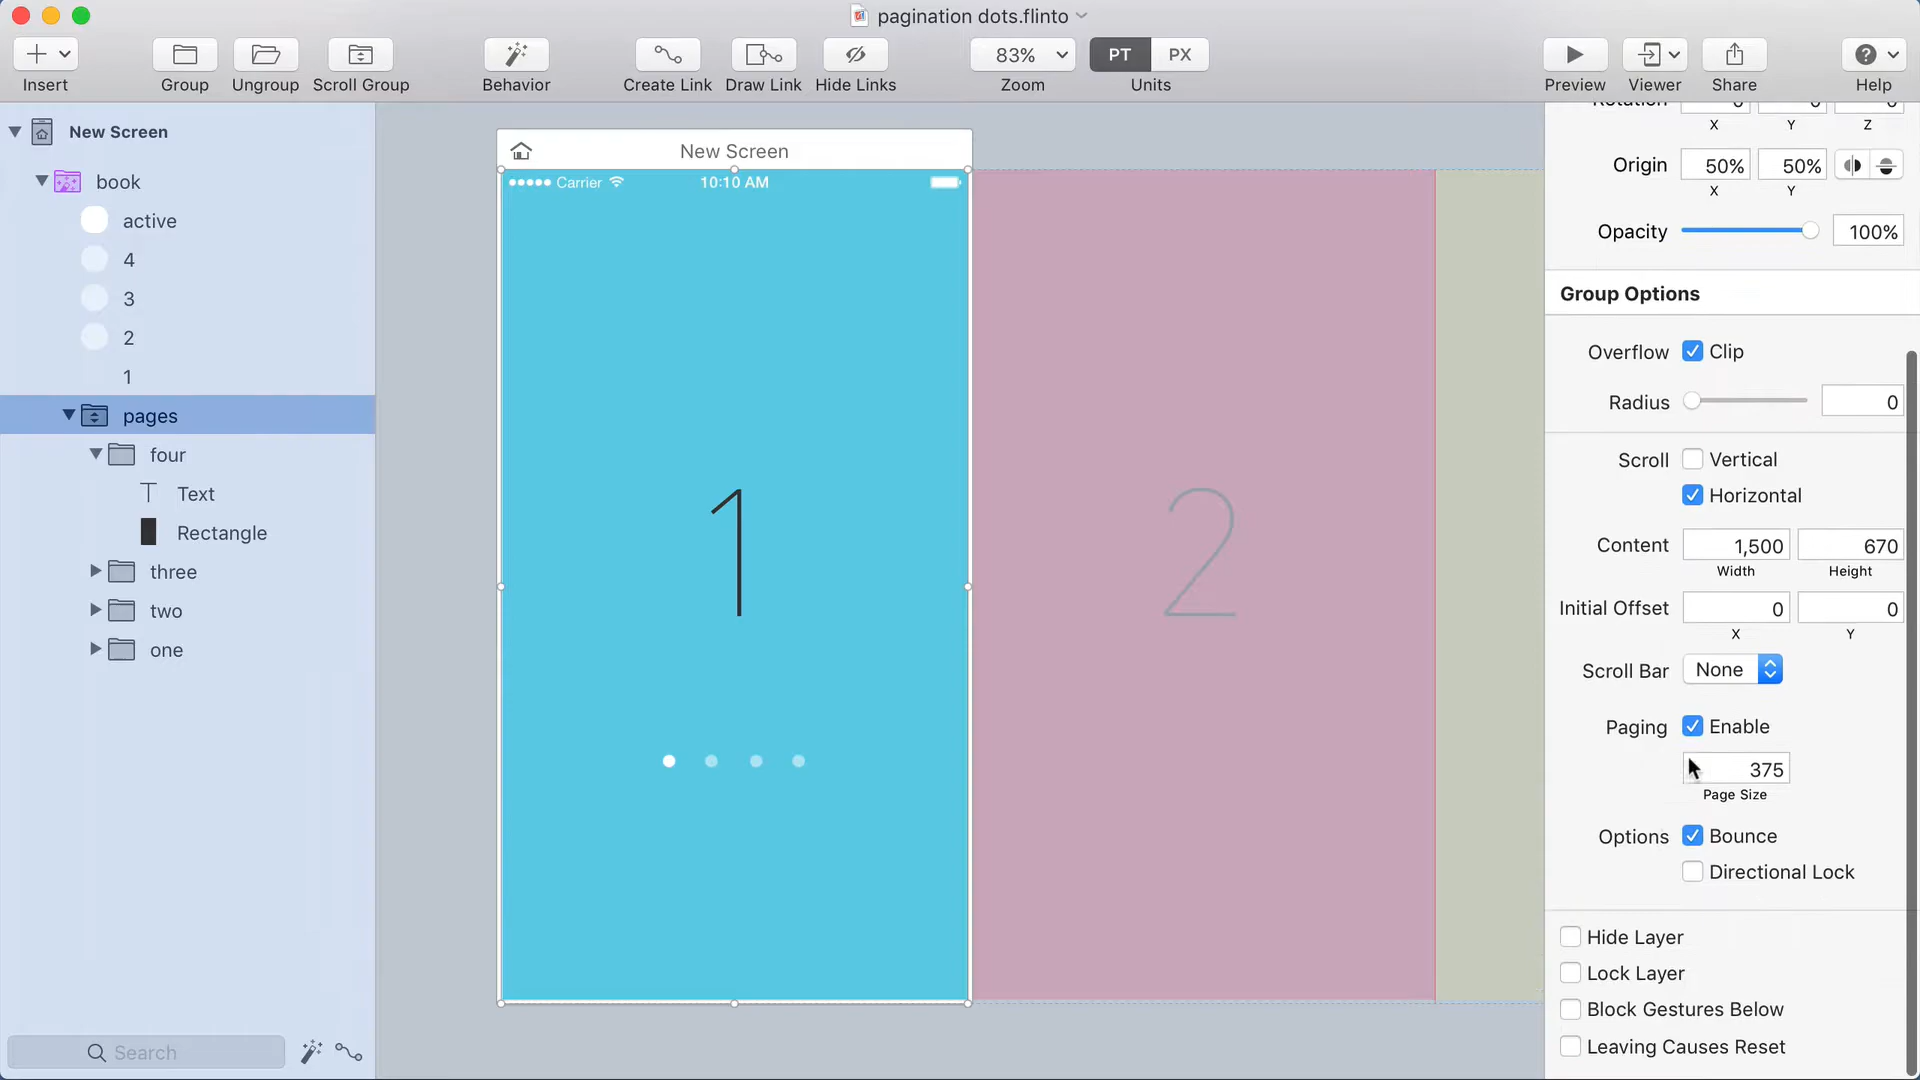 pagination dots.flinto
Insert
Group
Ungroup
Scroll Group
Behavior
Create Link
Draw Link
Hide Links
83%
Zoom
PT
PX
Units
Preview
Viewer
Share
?
Help
New Screen
book
active
4
3
2
1
pages
four
T Text
Rectangle
three
two
one
Search
New Screen
Carrier
10:10 AM
1
2
Rotation 0 0 0
X Y Z
Origin 50% 50%
X Y
Opacity 100%
Group Options
Overflow Clip
Radius 0
Scroll Vertical
Horizontal
Content 1,500 670
Width Height
Initial Offset 0 0
X Y
Scroll Bar None
Paging Enable
375
Page Size
Options Bounce
Directional Lock
Hide Layer
Lock Layer
Block Gestures Below
Leaving Causes Reset